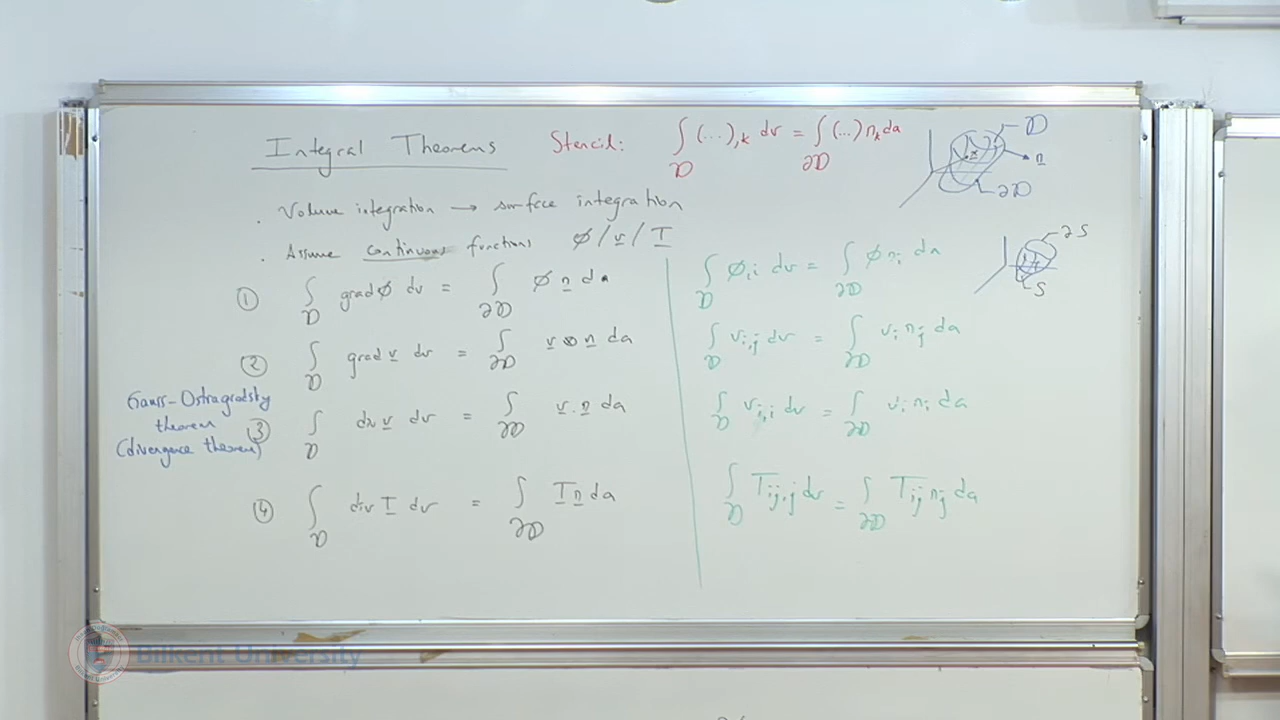 Integral Theorems Stencil: ∫_𝒟 (...),k dv = ∫_∂𝒟 (...) n_k da
𝒟
n
∂𝒟
x
. Volume integration → surface integration
. Assume continuous functions φ / v / T
∂S
S
① ∫_𝒟 grad φ dv = ∫_∂𝒟 φ n da
∫_𝒟 φ,i dv = ∫_∂𝒟 φ n_i da
② ∫_𝒟 grad v dv = ∫_∂𝒟 v ⊗ n da
∫_𝒟 v_i,j dv = ∫_∂𝒟 v_i n_j da
Gauss-Ostragradsky
theorem
(divergence theorem)
③ ∫_𝒟 div v dv = ∫_∂𝒟 v . n da
∫_𝒟 v_i,i dv = ∫_∂𝒟 v_i n_i da
④ ∫_𝒟 div T dv = ∫_∂𝒟 T n da
∫_𝒟 T_ij,j dv = ∫_∂𝒟 T_ij n_j da
Bilkent University